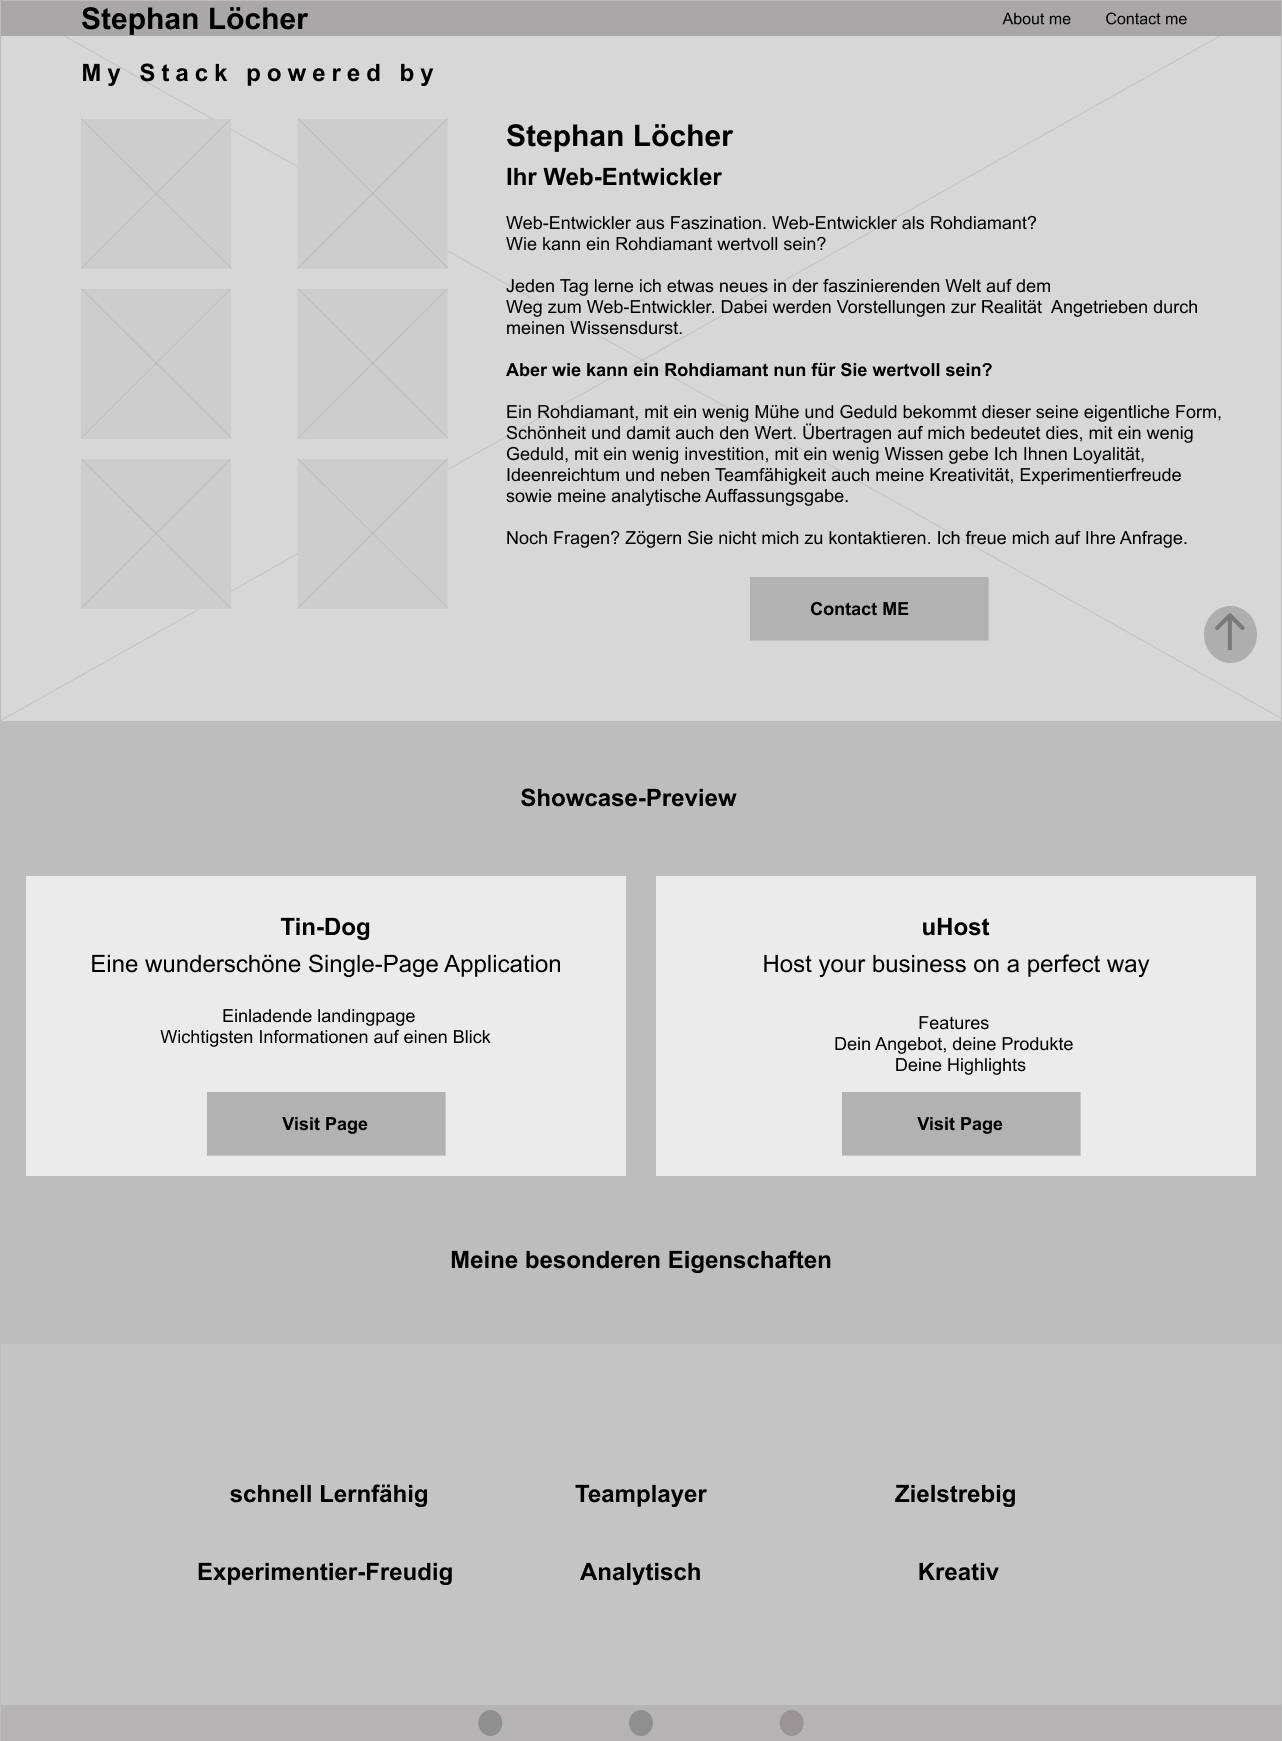 Stephan Löcher
About me
Contact me
My Stack powered by
Stephan Löcher
Ihr Web-Entwickler
Web-Entwickler aus Faszination. Web-Entwickler als Rohdiamant?
Wie kann ein Rohdiamant wertvoll sein?
Jeden Tag lerne ich etwas neues in der faszinierenden Welt auf dem
Weg zum Web-Entwickler. Dabei werden Vorstellungen zur Realität  Angetrieben durch
meinen Wissensdurst.
Aber wie kann ein Rohdiamant nun für Sie wertvoll sein?
Ein Rohdiamant, mit ein wenig Mühe und Geduld bekommt dieser seine eigentliche Form,
Schönheit und damit auch den Wert. Übertragen auf mich bedeutet dies, mit ein wenig
Geduld, mit ein wenig investition, mit ein wenig Wissen gebe Ich Ihnen Loyalität,
Ideenreichtum und neben Teamfähigkeit auch meine Kreativität, Experimentierfreude
sowie meine analytische Auffassungsgabe.
Noch Fragen? Zögern Sie nicht mich zu kontaktieren. Ich freue mich auf Ihre Anfrage.
Contact ME
Showcase-Preview
Tin-Dog
Eine wunderschöne Single-Page Application
Einladende landingpage
Wichtigsten Informationen auf einen Blick
Visit Page
uHost
Host your business on a perfect way
Features
Dein Angebot, deine Produkte
Deine Highlights
Visit Page
Meine besonderen Eigenschaften
schnell Lernfähig
Teamplayer
Zielstrebig
Experimentier-Freudig
Analytisch
Kreativ